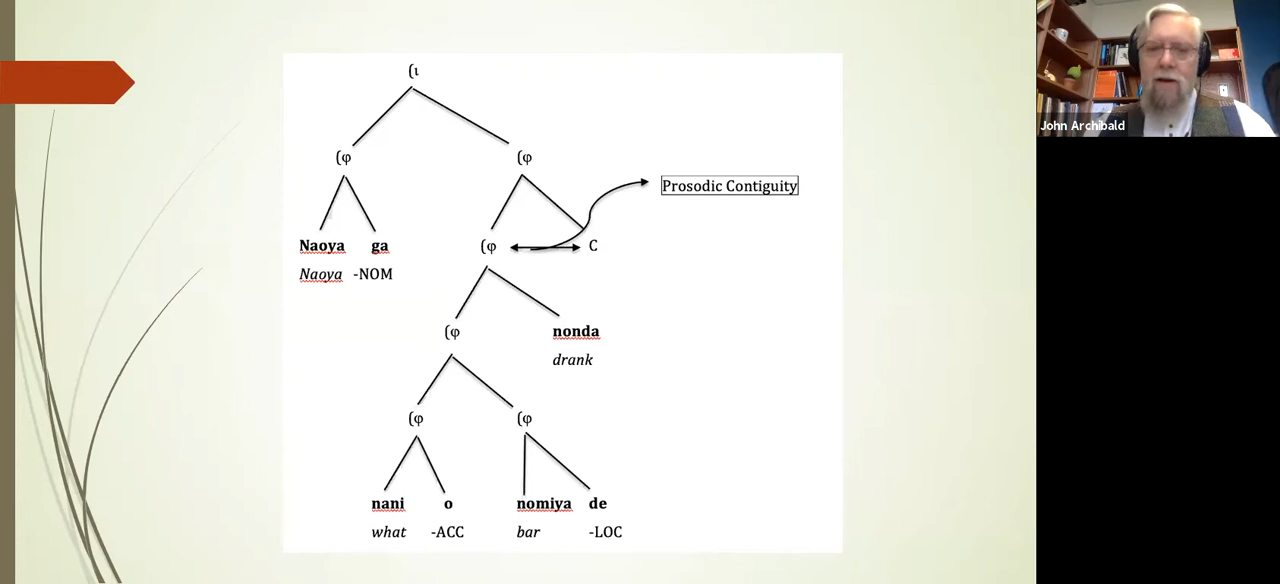 (ι
(φ (φ
Prosodic Contiguity
Naoya ga (φ C
Naoya -NOM
(φ nonda
drank
(φ (φ
nani o nomiya de
what -ACC bar -LOC
John Archibald